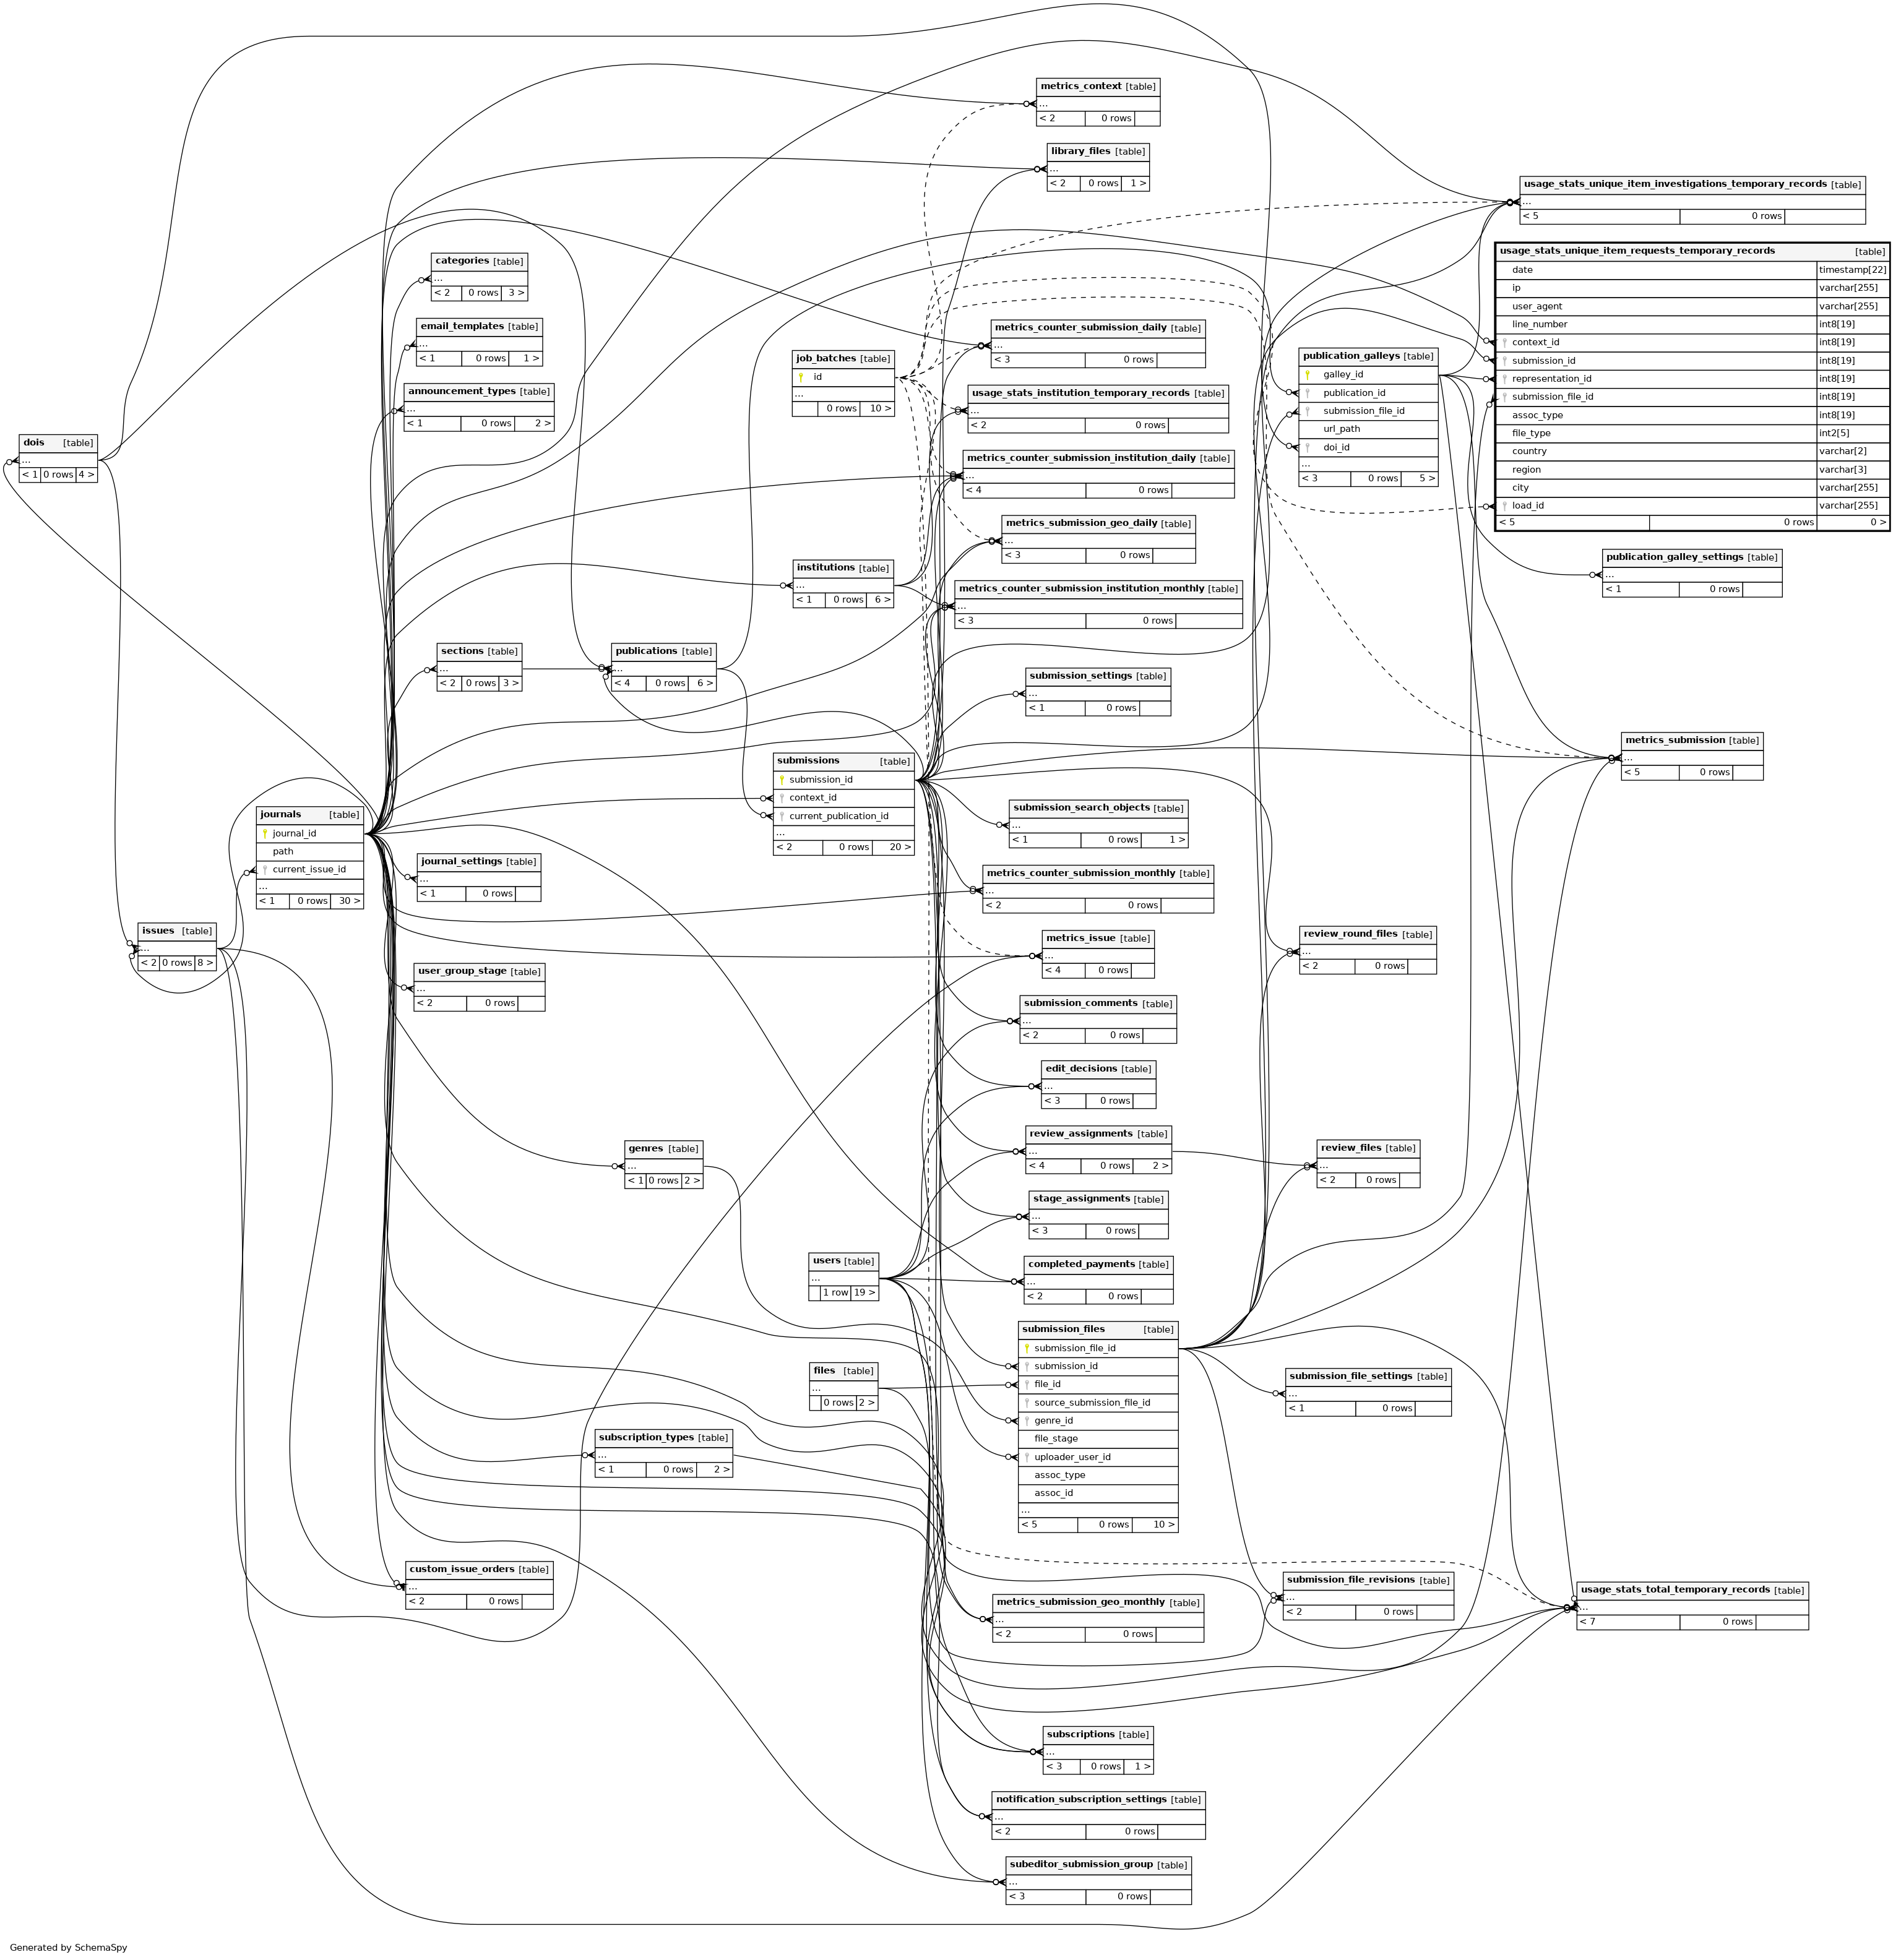 metrics_context [table]
...
< 2 0 rows
library_files [table]
...
< 2 0 rows 1 >
usage_stats_unique_item_investigations_temporary_records [table]
...
< 5 0 rows
usage_stats_unique_item_requests_temporary_records [table]
date timestamp[22]
ip varchar[255]
user_agent varchar[255]
line_number int8[19]
context_id int8[19]
submission_id int8[19]
representation_id int8[19]
submission_file_id int8[19]
assoc_type int8[19]
file_type int2[5]
country varchar[2]
region varchar[3]
city varchar[255]
load_id varchar[255]
< 5 0 rows 0 >
categories [table]
...
< 2 0 rows 3 >
email_templates [table]
...
< 1 0 rows 1 >
announcement_types [table]
...
< 1 0 rows 2 >
metrics_counter_submission_daily [table]
...
< 3 0 rows
job_batches [table]
id
...
0 rows 10 >
publication_galleys [table]
galley_id
publication_id
submission_file_id
url_path
doi_id
...
< 3 0 rows 5 >
usage_stats_institution_temporary_records [table]
...
< 2 0 rows
dois [table]
...
< 1 0 rows 4 >
metrics_counter_submission_institution_daily [table]
...
< 4 0 rows
metrics_submission_geo_daily [table]
...
< 3 0 rows
publication_galley_settings [table]
...
< 1 0 rows
institutions [table]
...
< 1 0 rows 6 >
metrics_counter_submission_institution_monthly [table]
...
< 3 0 rows
sections [table]
...
< 2 0 rows 3 >
publications [table]
...
< 4 0 rows 6 >
submission_settings [table]
...
< 1 0 rows
metrics_submission [table]
...
< 5 0 rows
submissions [table]
submission_id
context_id
current_publication_id
...
< 2 0 rows 20 >
journals [table]
journal_id
path
current_issue_id
...
< 1 0 rows 30 >
submission_search_objects [table]
...
< 1 0 rows 1 >
journal_settings [table]
...
< 1 0 rows
metrics_counter_submission_monthly [table]
...
< 2 0 rows
issues [table]
...
< 2 0 rows 8 >
metrics_issue [table]
...
< 4 0 rows
review_round_files [table]
...
< 2 0 rows
user_group_stage [table]
...
< 2 0 rows
submission_comments [table]
...
< 2 0 rows
edit_decisions [table]
...
< 3 0 rows
review_assignments [table]
...
< 4 0 rows 2 >
review_files [table]
...
< 2 0 rows
genres [table]
...
< 1 0 rows 2 >
stage_assignments [table]
...
< 3 0 rows
users [table]
...
1 row 19 >
completed_payments [table]
...
< 2 0 rows
submission_files [table]
submission_file_id
submission_id
file_id
source_submission_file_id
genre_id
file_stage
uploader_user_id
assoc_type
assoc_id
...
< 5 0 rows 10 >
files [table]
...
0 rows 2 >
submission_file_settings [table]
...
< 1 0 rows
subscription_types [table]
...
< 1 0 rows 2 >
custom_issue_orders [table]
...
< 2 0 rows
submission_file_revisions [table]
...
< 2 0 rows
usage_stats_total_temporary_records [table]
...
< 7 0 rows
metrics_submission_geo_monthly [table]
...
< 2 0 rows
subscriptions [table]
...
< 3 0 rows 1 >
notification_subscription_settings [table]
...
< 2 0 rows
subeditor_submission_group [table]
...
< 3 0 rows
Generated by SchemaSpy